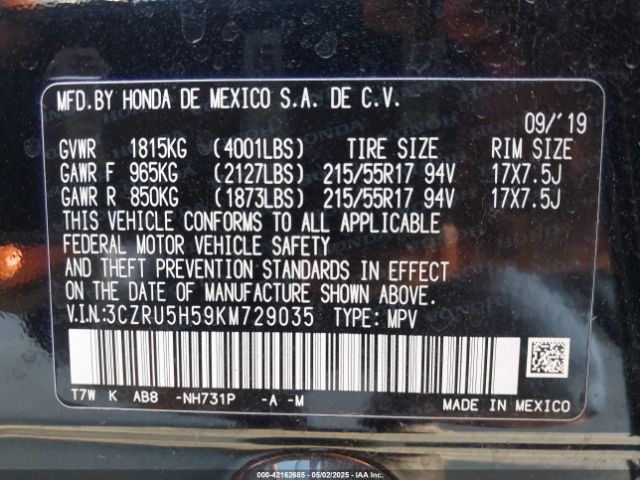 MFD.BY HONDA DE MEXICO S.A. DE C.V.
09/'19
GVWR 1815KG (4001LBS) TIRE SIZE RIM SIZE
GAWR F 965KG (2127LBS) 215/55R17 94V 17X7.5J
GAWR R 850KG (1873LBS) 215/55R17 94V 17X7.5J
THIS VEHICLE CONFORMS TO ALL APPLICABLE
FEDERAL MOTOR VEHICLE SAFETY
AND THEFT PREVENTION STANDARDS IN EFFECT
ON THE DATE OF MANUFACTURE SHOWN ABOVE.
V.I.N.:3CZRU5H59KM729035 TYPE: MPV
T7W K AB8 -NH731P -A -M
MADE IN MEXICO
000-42162685 - 05/02/2025 - IAAI Public